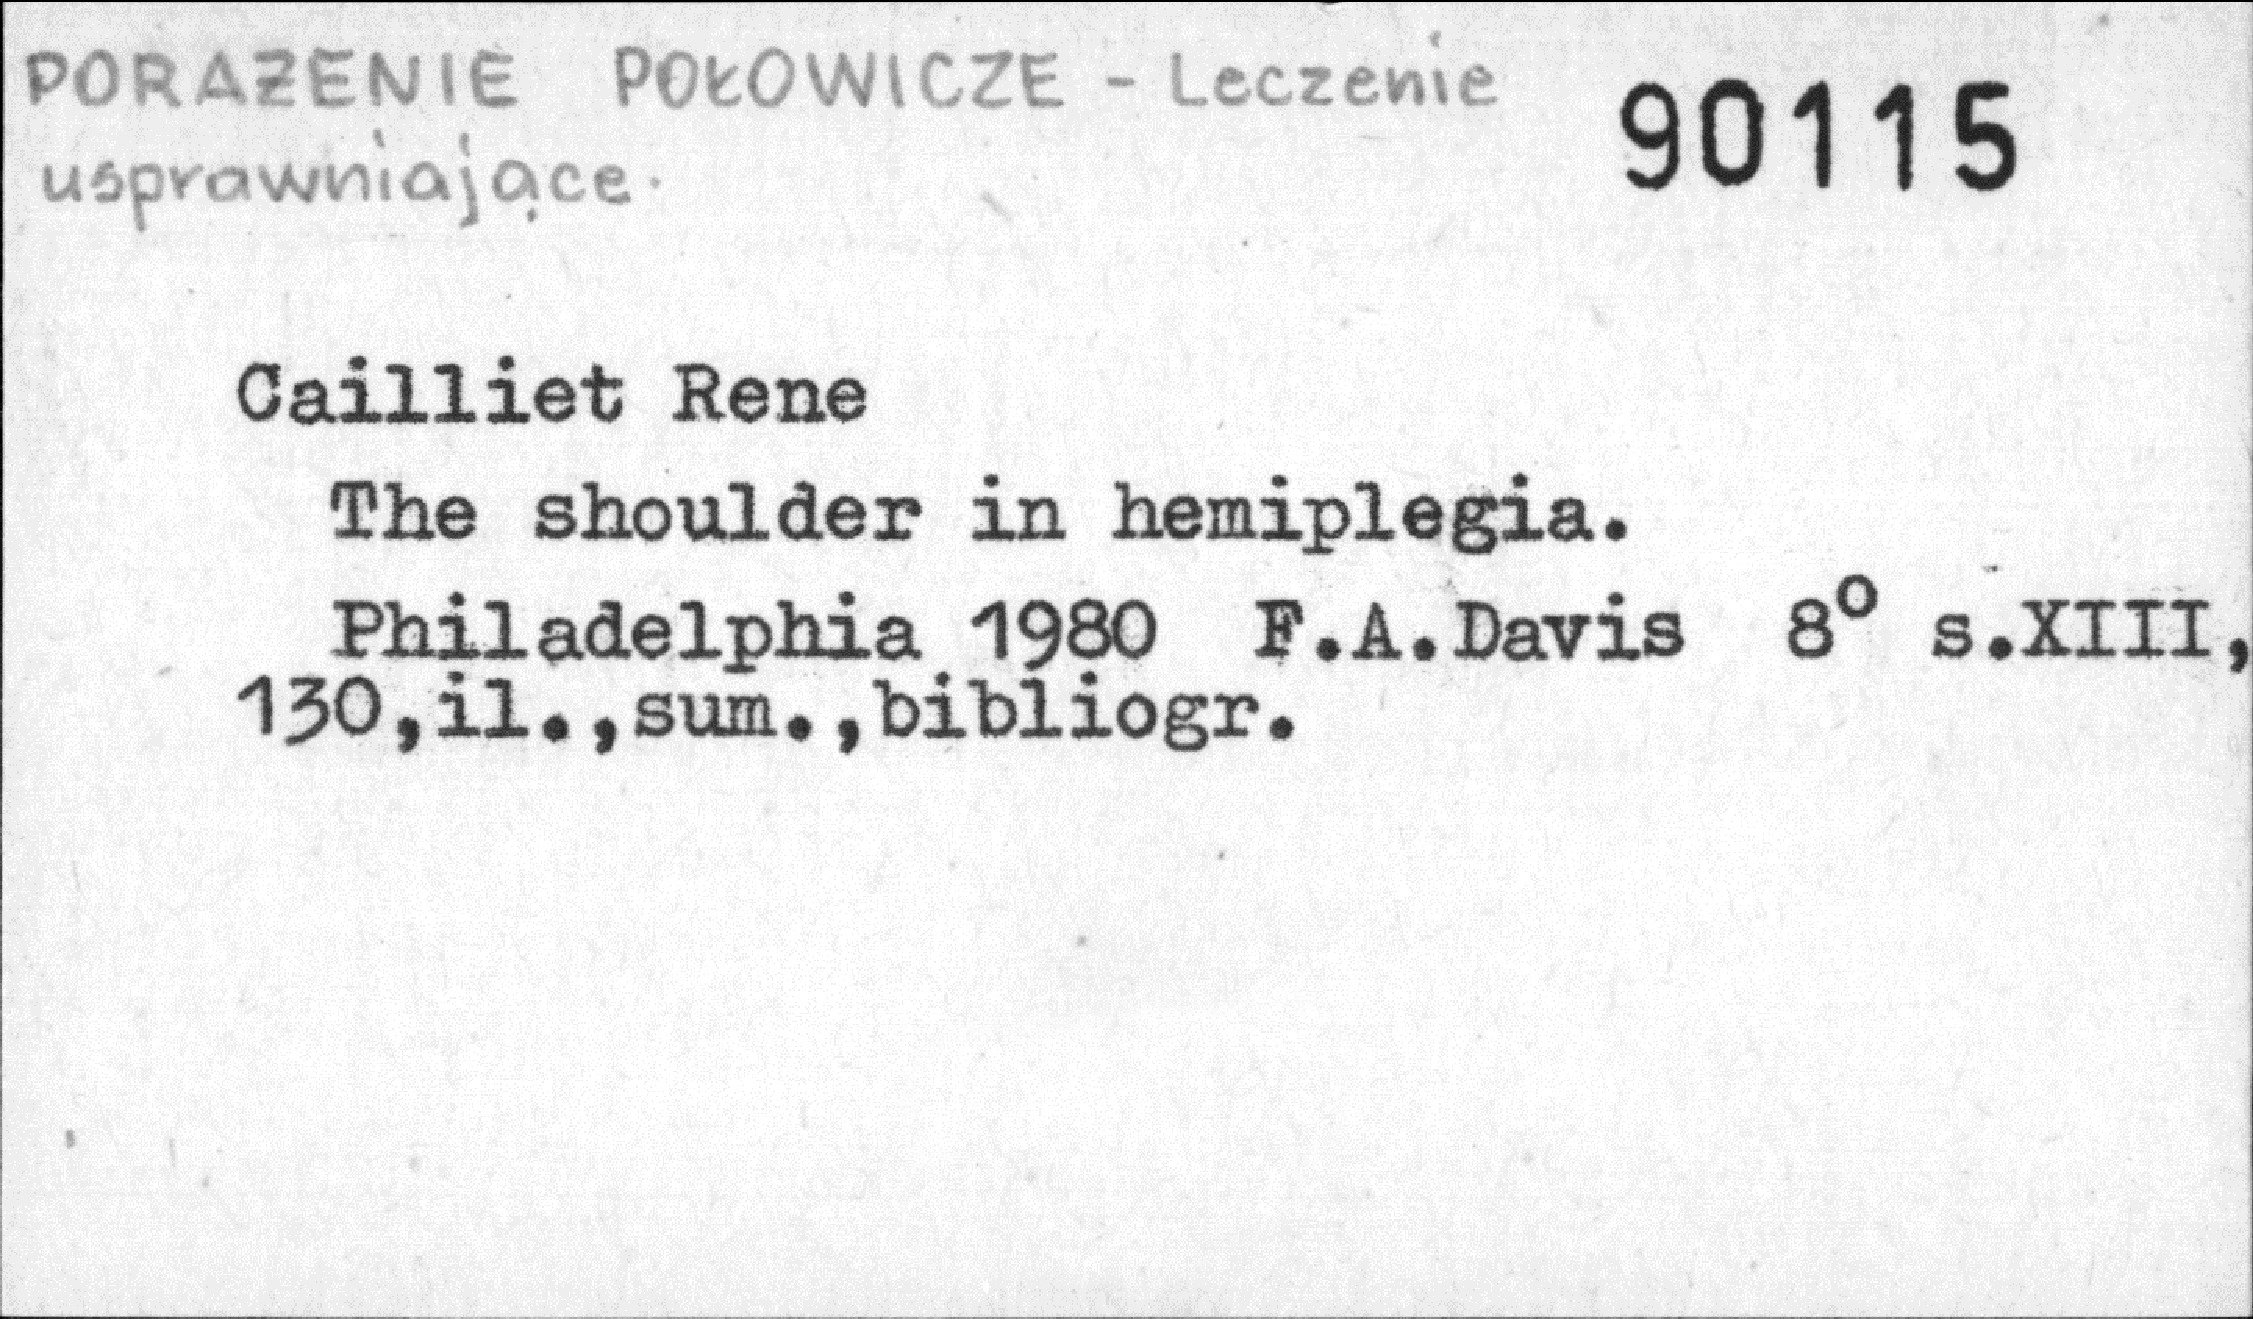 PORAŻENIE POŁOWICZE - Leczenie
usprawniające.
90115
Cailliet Rene
The shoulder in hemiplegia.
Philadelphia 1980 F.A.Davis 8° s.XIII,
130,il.,sum.,bibliogr.